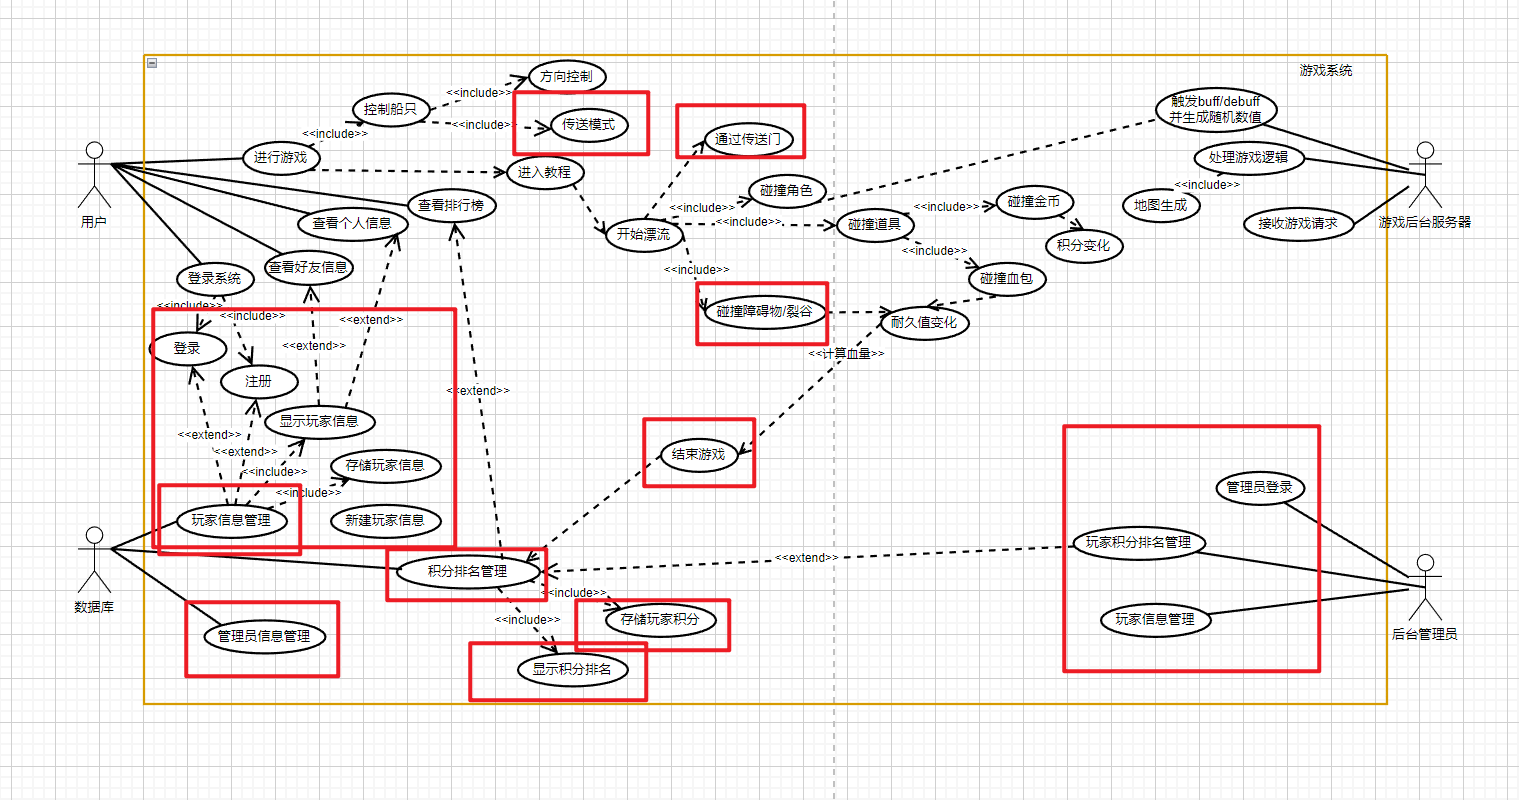 游戏系统
方向控制
<<include>>
控制船只
触发buff/debuff
并生成随机数值
<<include>>
传送模式
<<include>>
通过传送门
进行游戏
处理游戏逻辑
进入教程
<<include>>
碰撞角色
查看排行榜
碰撞金币
地图生成
<<include>>
<<include>>
用户
查看个人信息
<<include>>
碰撞道具
接收游戏请求
游戏后台服务器
开始漂流
积分变化
<<include>>
查看好友信息
<<include>>
登录系统
碰撞血包
<<include>>
<<include>>
<<extend>>
碰撞障碍物/裂谷
耐久值变化
登录
<<extend>>
<<计算血量>>
注册
<<extend>>
显示玩家信息
<<extend>>
<<extend>>
结束游戏
存储玩家信息
<<include>>
管理员登录
<<include>>
玩家信息管理
新建玩家信息
玩家积分排名管理
<<extend>>
积分排名管理
<<include>>
数据库
<<include>>
存储玩家积分
玩家信息管理
后台管理员
管理员信息管理
显示积分排名